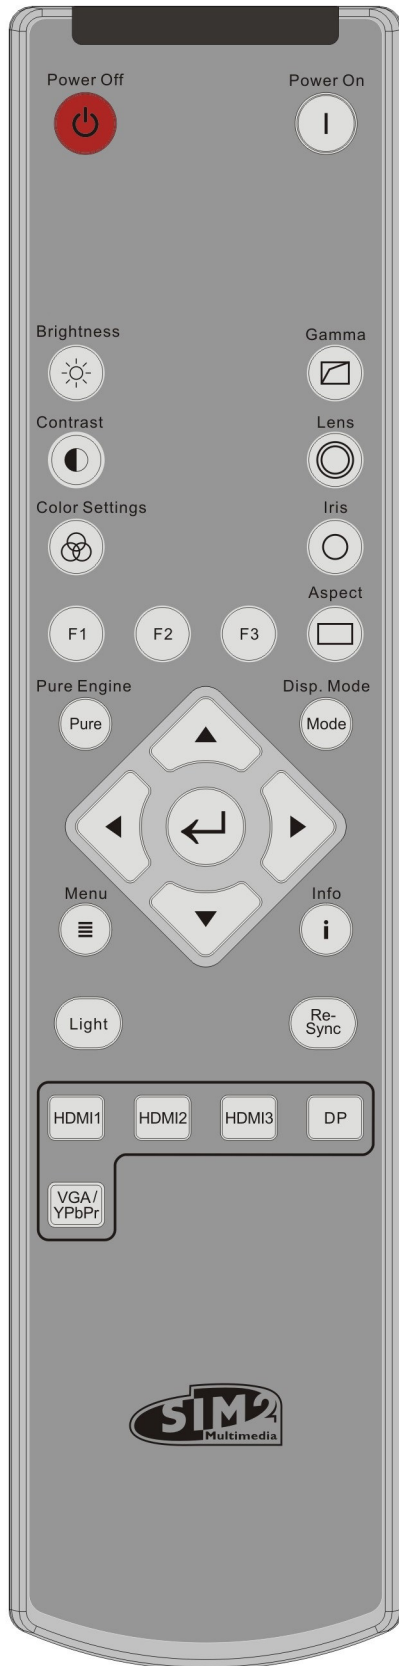 Power Off
Power On
I
Brightness
Gamma
Contrast
Lens
Color Settings
Iris
Aspect
F1
F2
F3
Pure Engine
Disp. Mode
Pure
Mode
Menu
Info
i
Light
Re-
Sync
HDMI1
HDMI2
HDMI3
DP
VGA/
YPbPr
SIM2
Multimedia